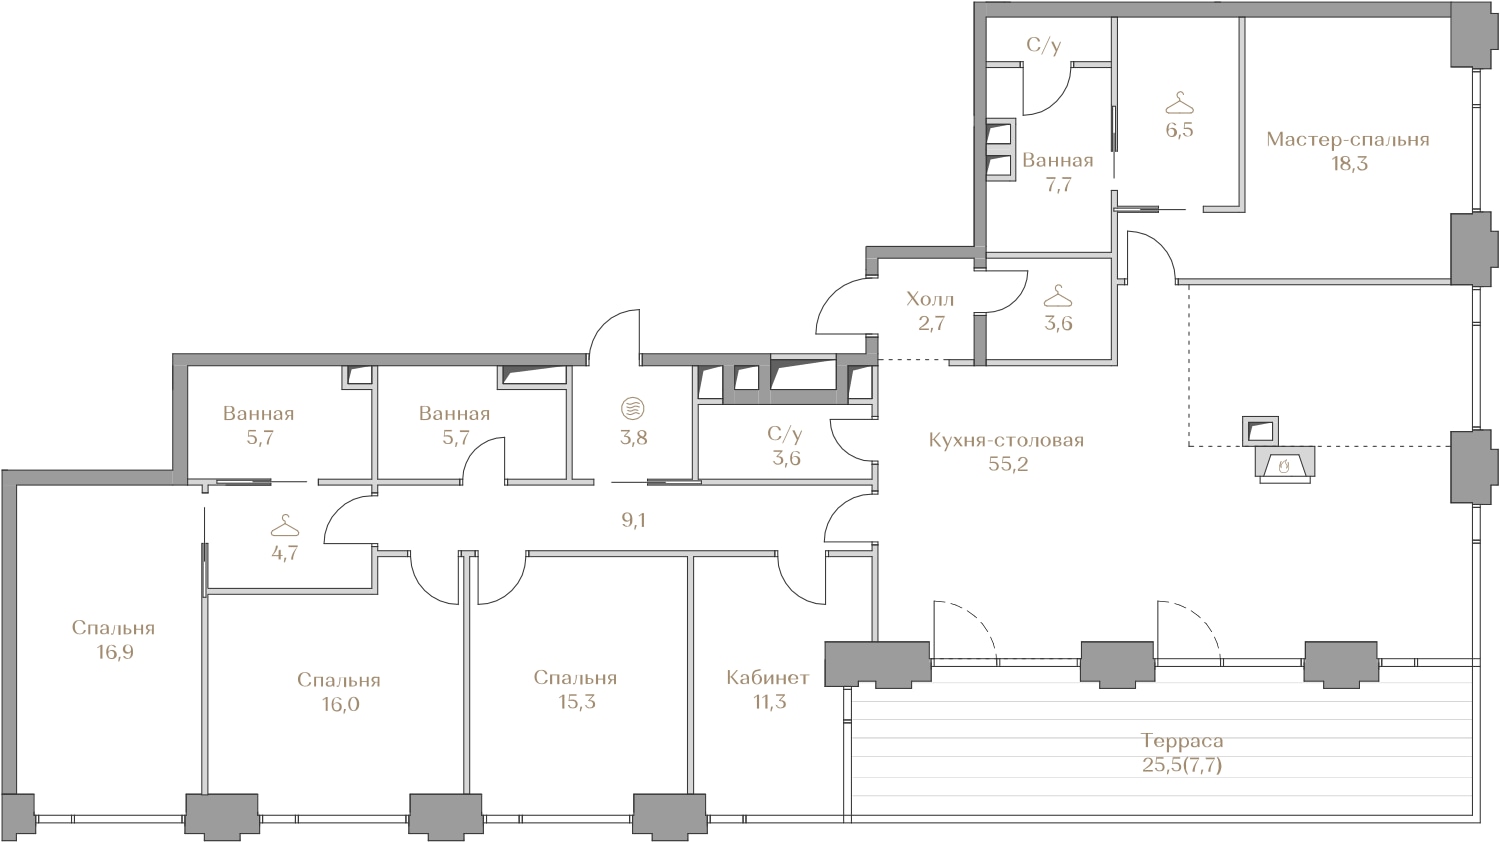 С/у
6,5
Мастер-спальня
18,3
Ванная
7,7
Холл
2,7
3,6
Ванная
5,7
Ванная
5,7
3,8
С/у
3,6
Кухня-столовая
55,2
9,1
4,7
Спальня
16,9
Спальня
16,0
Спальня
15,3
Кабинет
11,3
Терраса
25,5(7,7)